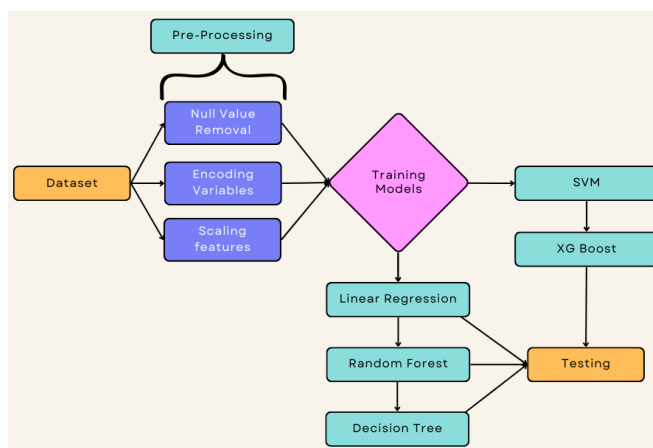 Pre-Processing
Null Value
Removal
Dataset
Encoding
Variables
Scaling
features
Training
Models
SVM
XG Boost
Linear Regression
Random Forest
Testing
Decision Tree